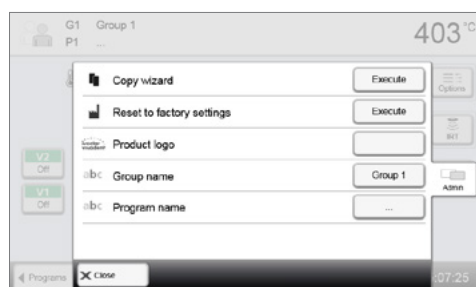 G1 Group 1
P1 ...
403 °C
Copy wizard Execute
Reset to factory settings Execute
Options
Product logo
INT
V2
Off
abc Group name Group 1
Admin
V1
Off
abc Program name ...
Programs
Close
:07:25